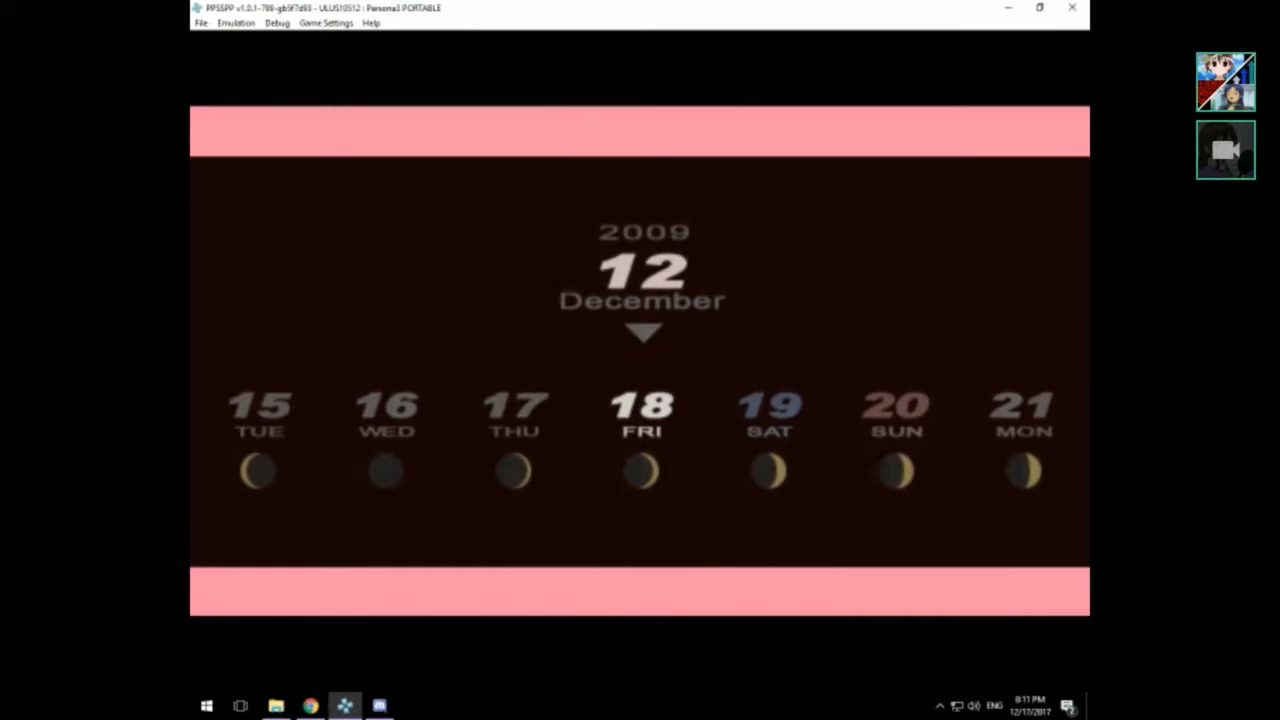 PPSSPP v1.0.1-799-gb5f7d93 - ULUS10512 : Persona3 PORTABLE
File Emulation Debug Game Settings Help
2009
12
December
15 16 17 18 19 20 21
TUE WED THU FRI SAT SUN MON
ENG
8:11 PM
12/17/2017
2